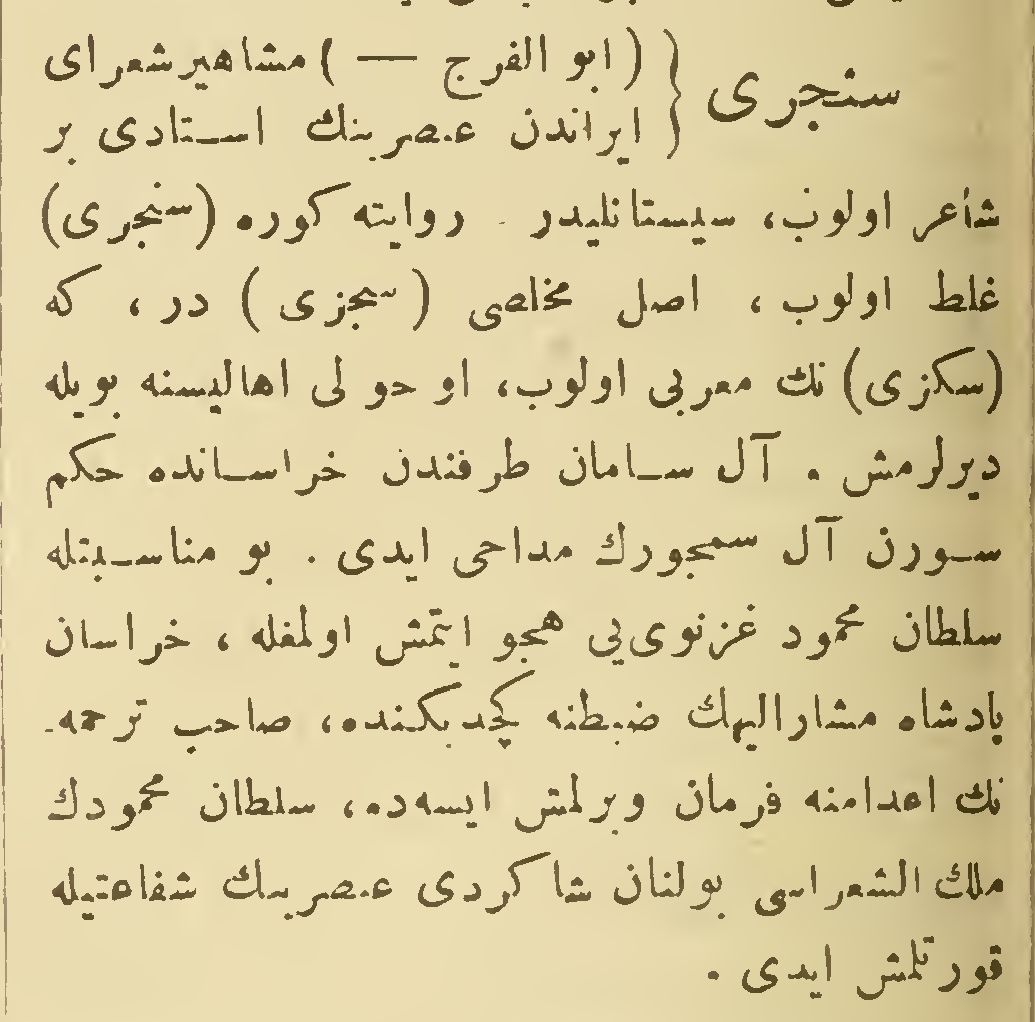 سنجری { ( ابو الفرج — ) مشاهیر شعرای
ایراندن عصرینك استادی بر
شاعر اولوب، سیستانلیدر . روایته کوره (سنجری)
غلط اولوب ، اصل مخلصی ( سجزی ) در ، که
(سکزی) نك معربی اولوب، او حوالی اهالیسنه بویله
دیرلرمش . آل سامان طرفندن خراسانده حکم
سورن آل سمجورك مداحی ایدی . بو مناسبتله
سلطان محمود غزنوی‌یی هجو ایتمش اولمغله ، خراسان
پادشاه مشارالیهك ضبطنه کچدیکنده، صاحب ترجمه‌
نك اعدامنه فرمان ویرلمش ایسه‌ده، سلطان محمودك
ملك الشعراسی بولنان شاکردی عنصرینك شفاعتیله
قورتلمش ایدی .